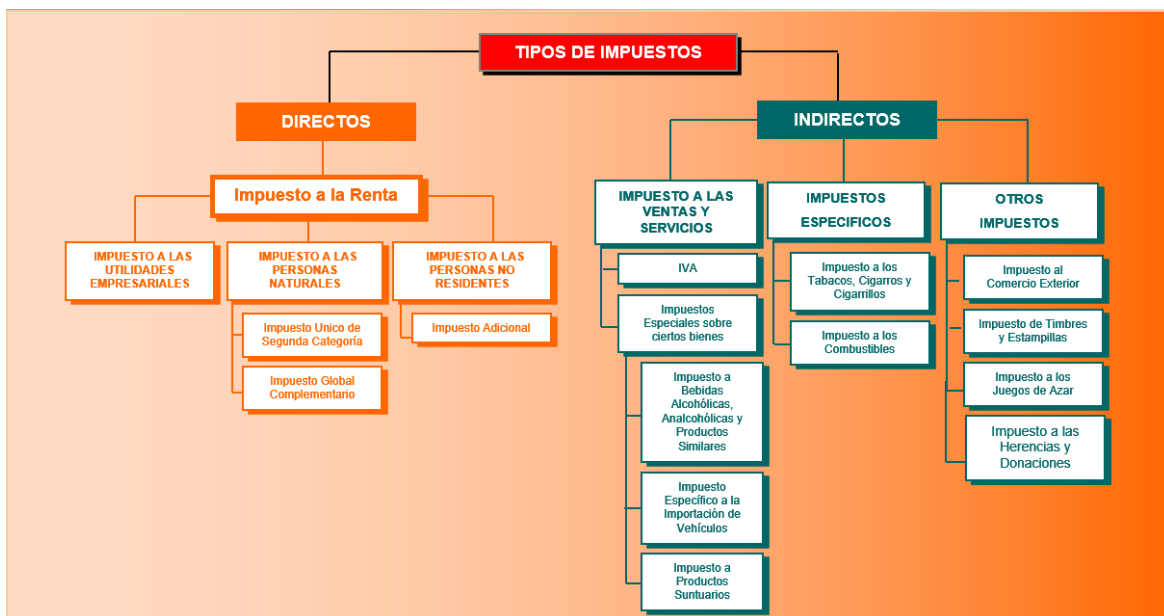 TIPOS DE IMPUESTOS
DIRECTOS
Impuesto a la Renta
IMPUESTO A LAS
UTILIDADES
EMPRESARIALES
IMPUESTO A LAS
PERSONAS
NATURALES
Impuesto Unico de
Segunda Categoría
Impuesto Global
Complementario
IMPUESTO A LAS
PERSONAS NO
RESIDENTES
Impuesto Adicional
INDIRECTOS
IMPUESTO A LAS
VENTAS Y
SERVICIOS
IVA
Impuestos
Especiales sobre
ciertos bienes
Impuesto a
Bebidas
Alcohólicas,
Analcohólicas y
Productos
Similares
Impuesto
Específico a la
Importación de
Vehículos
Impuesto a
Productos
Suntuarios
IMPUESTOS
ESPECIFICOS
Impuesto a los
Tabacos, Cigarros y
Cigarrillos
Impuesto a los
Combustibles
OTROS
IMPUESTOS
Impuesto al
Comercio Exterior
Impuesto de Timbres
y Estampillas
Impuesto a los
Juegos de Azar
Impuesto a las
Herencias y
Donaciones